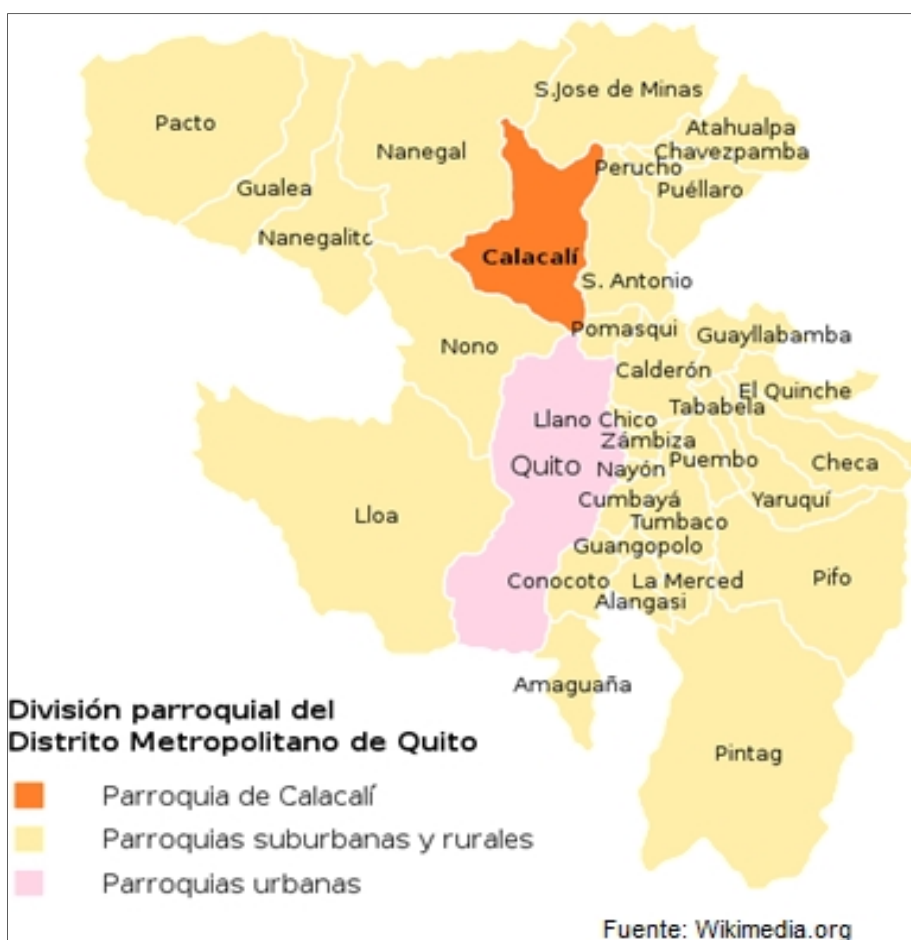 S.Jose de Minas
Pacto
Atahualpa
Nanegal
Chavezpamba
Perucho
Gualea
Puéllaro
Nanegalito
Calacalí
S. Antonio
Pomasqui
Guayllabamba
Nono
Calderón
El Quinche
Tababela
Llano Chico
Zámbiza
Puembo
Checa
Quito
Nayón
Cumbayá
Yaruquí
Lloa
Tumbaco
Guangopolo
Conocoto
La Merced
Pifo
Alangasi
Amaguaña
División parroquial del
Distrito Metropolitano de Quito
Pintag
Parroquia de Calacalí
Parroquias suburbanas y rurales
Parroquias urbanas
Fuente: Wikimedia.org